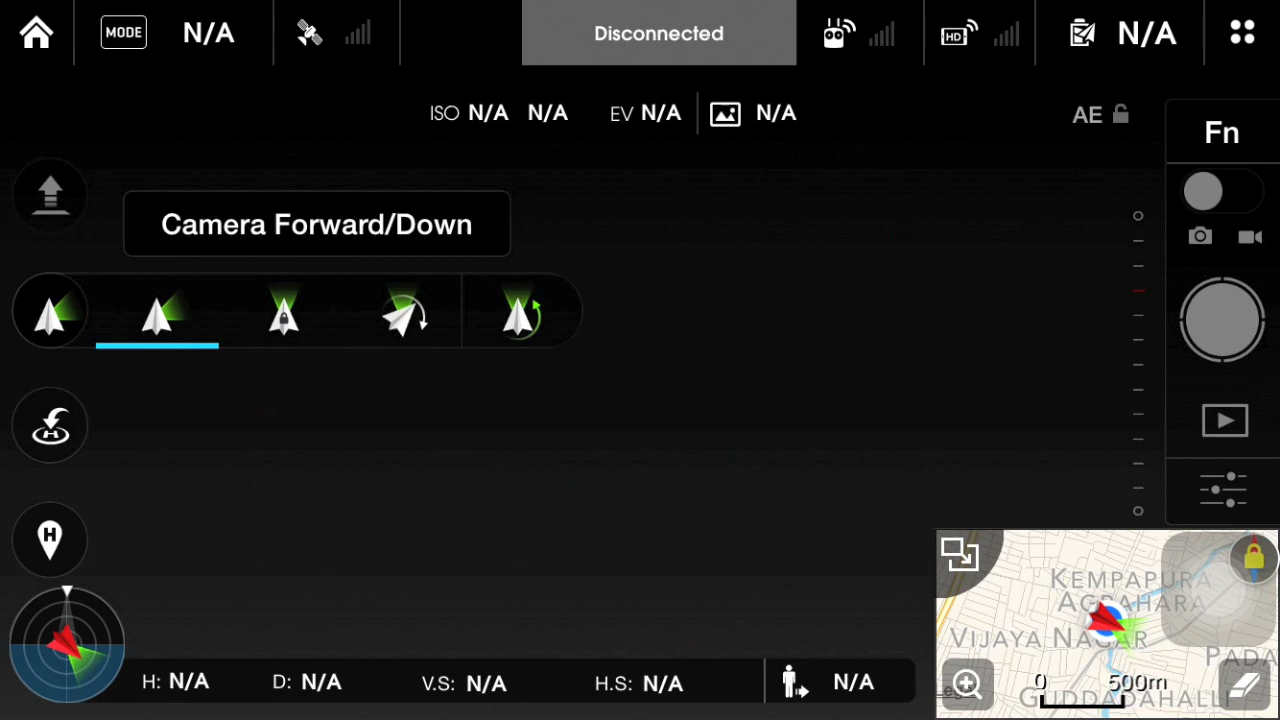 MODE N/A Disconnected HD N/A
ISO N/A N/A EV N/A N/A AE
Fn
Camera Forward/Down
H
H
KEMPAPURA
AGRAHARA
VIJAYA NAGAR
PADA
H: N/A D: N/A V.S: N/A H.S: N/A N/A
0 500m
GUDDADAHALLI